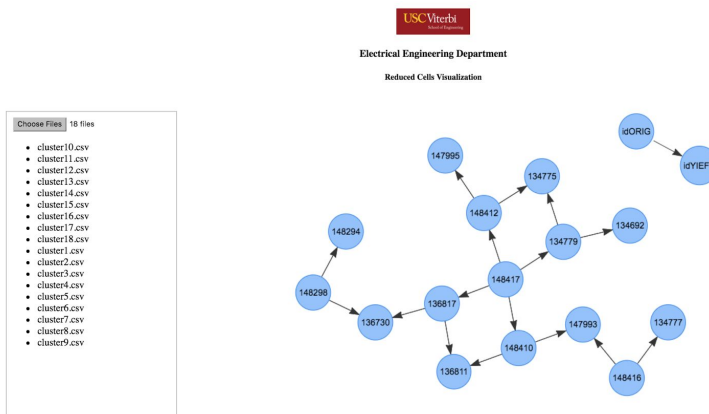 USC Viterbi
School of Engineering
Electrical Engineering Department
Reduced Cells Visualization
Choose Files 18 files
cluster10.csv
cluster11.csv
cluster12.csv
cluster13.csv
cluster14.csv
cluster15.csv
cluster16.csv
cluster17.csv
cluster18.csv
cluster1.csv
cluster2.csv
cluster3.csv
cluster4.csv
cluster5.csv
cluster6.csv
cluster7.csv
cluster8.csv
cluster9.csv
idORIG
147995
idYIEF
134775
148412
134692
148294
134779
148417
148298
136817
136730
147993
134777
148410
136811
148416